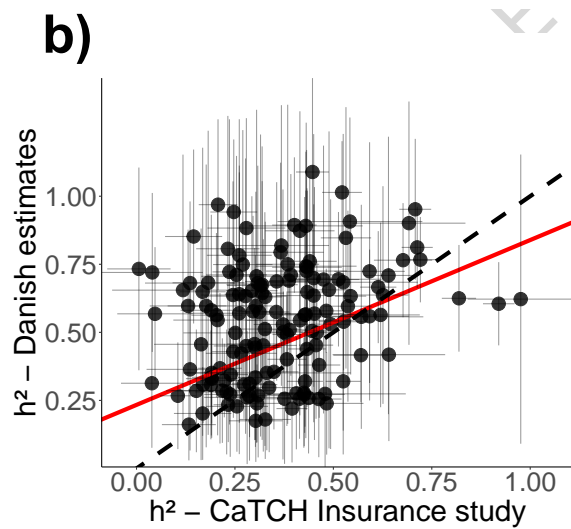 b)
1.00
0.75
0.50
0.25
h² – Danish estimates
0.00 0.25 0.50 0.75 1.00
h² – CaTCH Insurance study